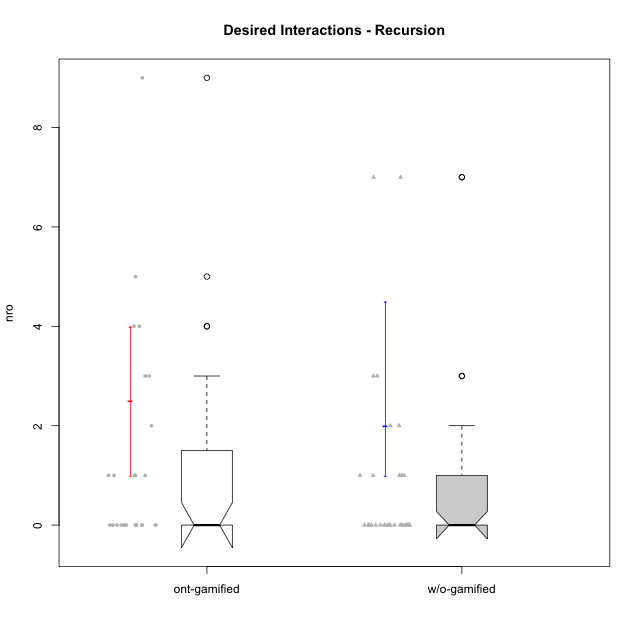 Desired Interactions - Recursion
nro
8
6
4
2
0
ont-gamified
w/o-gamified